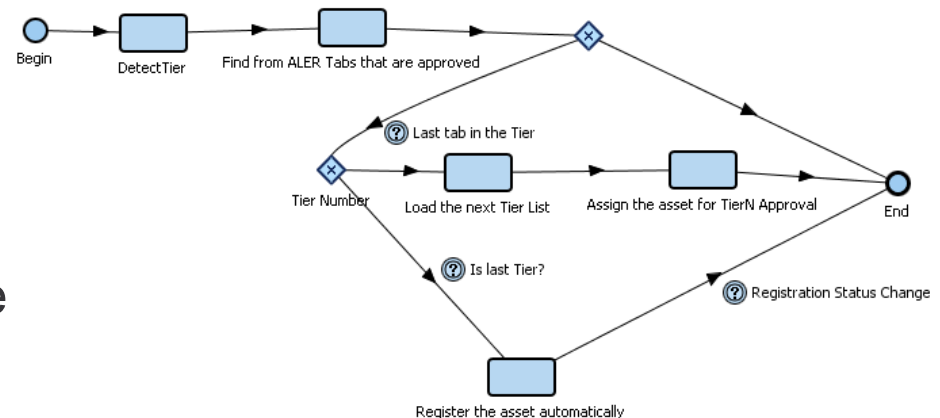 Begin
DetectTier
Find from ALER Tabs that are approved
Last tab in the Tier
Tier Number
Load the next Tier List
Assign the asset for TierN Approval
End
Is last Tier?
e
Registration Status Change
Register the asset automatically